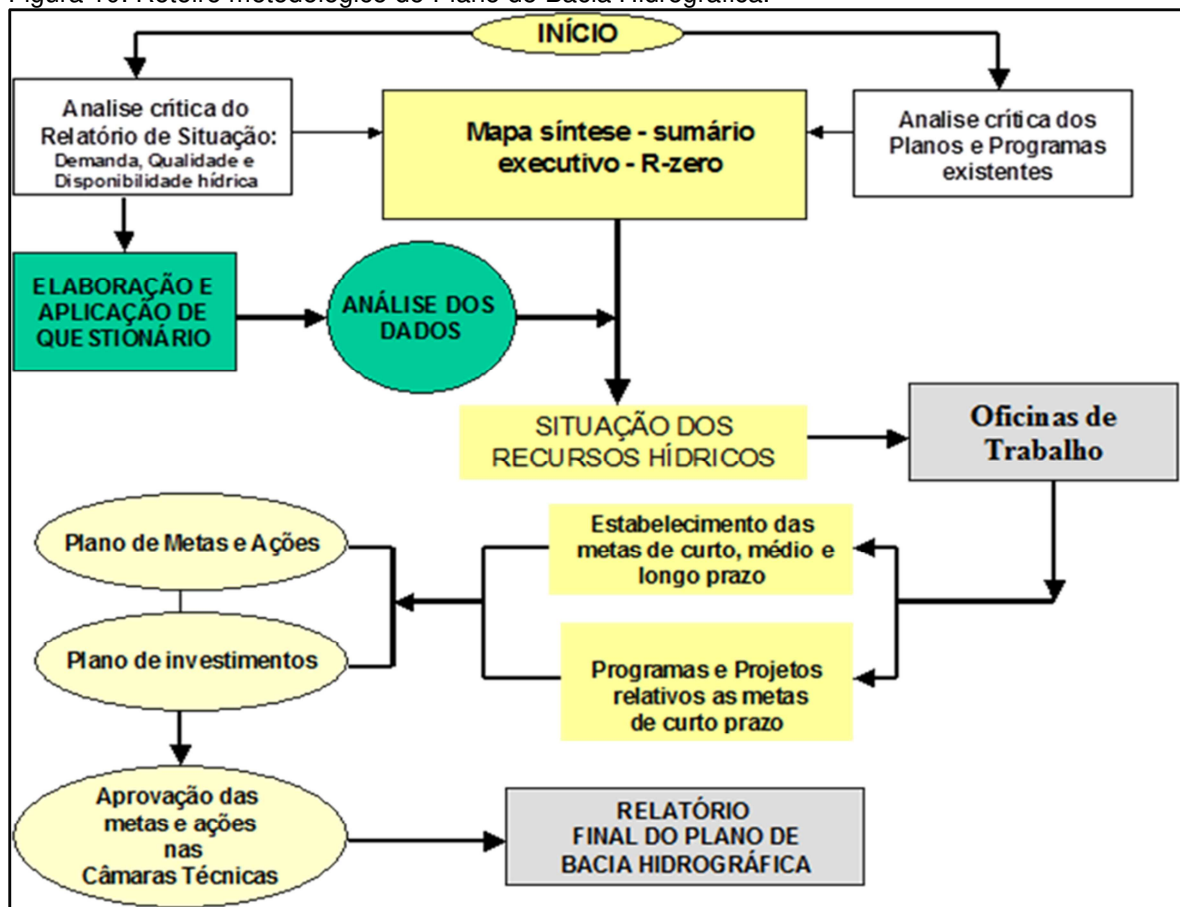 INÍCIO
Analise crítica do
Relatório de Situação:
Demanda, Qualidade e
Disponibilidade hídrica
Mapa síntese - sumário
executivo - R-zero
Analise crítica dos
Planos e Programas
existentes
ELABORAÇÃO E
APLICAÇÃO DE
QUESTIONÁRIO
ANÁLISE DOS
DADOS
SITUAÇÃO DOS
RECURSOS HÍDRICOS
Oficinas de
Trabalho
Estabelecimento das
metas de curto, médio e
longo prazo
Programas e Projetos
relativos as metas
de curto prazo
Plano de Metas e Ações
Plano de investimentos
Aprovação das
metas e ações
nas
Câmaras Técnicas
RELATÓRIO
FINAL DO PLANO DE
BACIA HIDROGRÁFICA